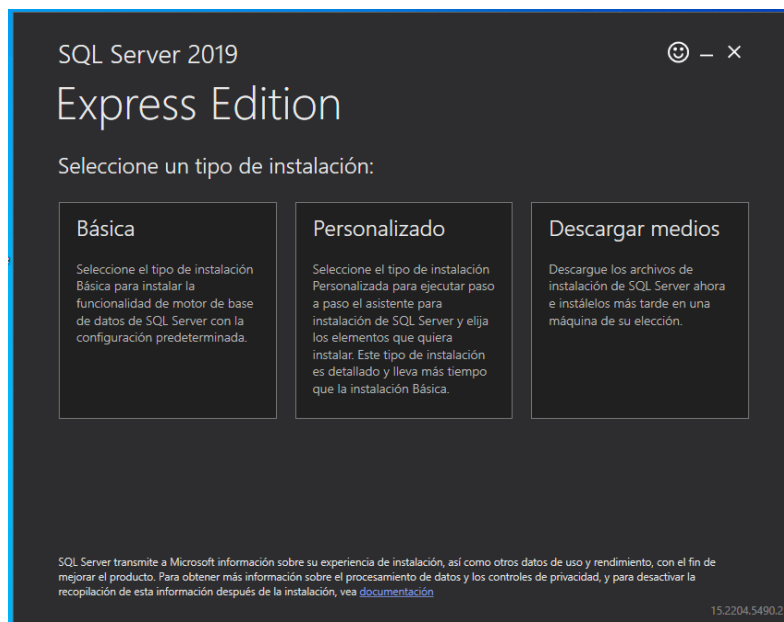 SQL Server 2019
Express Edition
Seleccione un tipo de instalación:
Básica
Seleccione el tipo de instalación
Básica para instalar la
funcionalidad de motor de base
de datos de SQL Server con la
configuración predeterminada.
Personalizado
Seleccione el tipo de instalación
Personalizada para ejecutar paso
a paso el asistente para
instalación de SQL Server y elija
los elementos que quiera
instalar. Este tipo de instalación
es detallado y lleva más tiempo
que la instalación Básica.
Descargar medios
Descargue los archivos de
instalación de SQL Server ahora
e instálelos más tarde en una
máquina de su elección.
SQL Server transmite a Microsoft información sobre su experiencia de instalación, así como otros datos de uso y rendimiento, con el fin de
mejorar el producto. Para obtener más información sobre el procesamiento de datos y los controles de privacidad, y para desactivar la
recopilación de esta información después de la instalación, vea documentación
15.2204.5490.2